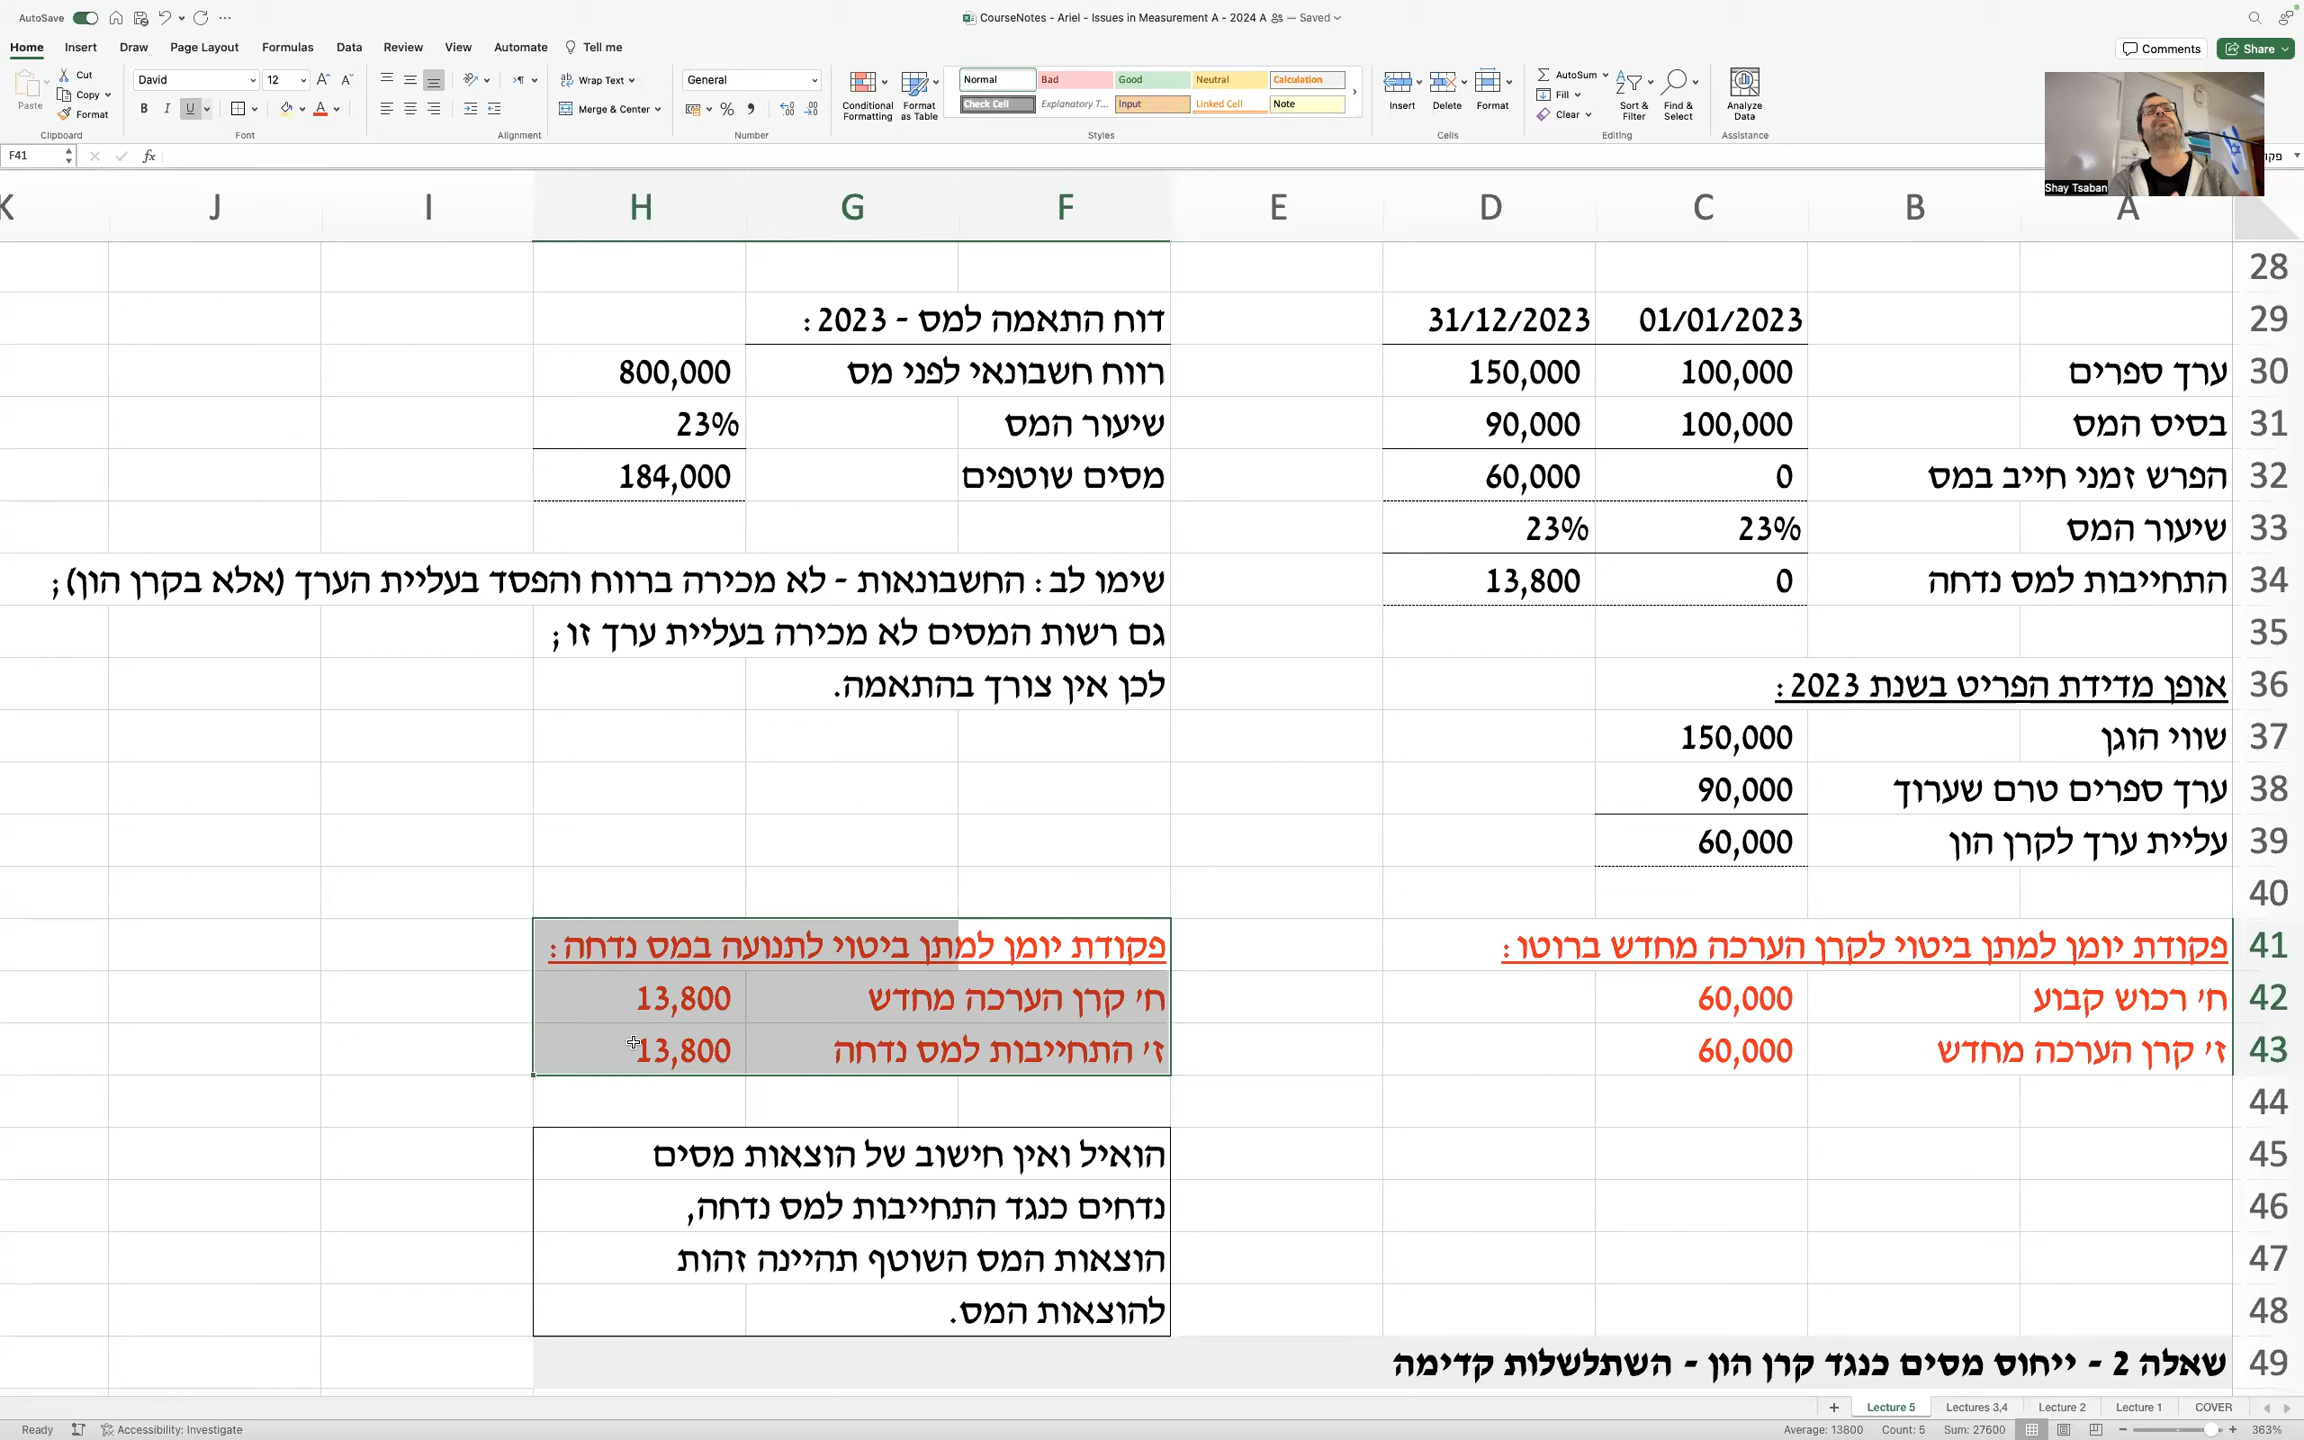 AutoSave
CourseNotes - Ariel - Issues in Measurement A - 2024 A — Saved
Home Insert Draw Page Layout Formulas Data Review View Automate Tell me
Comments Share
Paste Cut Copy Format
Clipboard
David 12
B I U A
Font
Wrap Text
Merge & Center
Alignment
General
Number
Conditional Formatting
Format as Table
Normal Bad Good Neutral Calculation
Check Cell Explanatory T... Input Linked Cell Note
Styles
Insert Delete Format
Cells
AutoSum
Fill
Clear
Sort & Filter
Find & Select
Editing
Analyze Data
Assistance
Shay Tsaban
F41 fx
K J I H G F E D C B A
28
29 01/01/2023 31/12/2023 דוח התאמה למס - 2023:
30 ערך ספרים 100,000 150,000 רווח חשבונאי לפני מס 800,000
31 בסיס המס 100,000 90,000 שיעור המס 23%
32 הפרש זמני חייב במס 0 60,000 מסים שוטפים 184,000
33 שיעור המס 23% 23%
34 התחייבות למס נדחה 0 13,800 שימו לב: החשבונאות - לא מכירה ברווח והפסד בעליית הערך (אלא בקרן הון);
35 גם רשות המסים לא מכירה בעליית ערך זו;
36 אופן מדידת הפריט בשנת 2023: לכן אין צורך בהתאמה.
37 שווי הוגן 150,000
38 ערך ספרים טרם שערוך 90,000
39 עליית ערך לקרן הון 60,000
40
41 פקודת יומן למתן ביטוי לקרן הערכה מחדש ברוטו: פקודת יומן למתן ביטוי לתנועה במס נדחה:
42 ח' רכוש קבוע 60,000 ח' קרן הערכה מחדש 13,800
43 ז' קרן הערכה מחדש 60,000 ז' התחייבות למס נדחה 13,800
44
45 הואיל ואין חישוב של הוצאות מסים
46 נדחים כנגד התחייבות למס נדחה,
47 הוצאות המס השוטף תהיינה זהות
48 להוצאות המס.
49 שאלה 2 - ייחוס מסים כנגד קרן הון - השתלשלות קדימה
+ Lecture 5 Lectures 3,4 Lecture 2 Lecture 1 COVER
Ready Accessibility: Investigate Average: 13800 Count: 5 Sum: 27600 363%